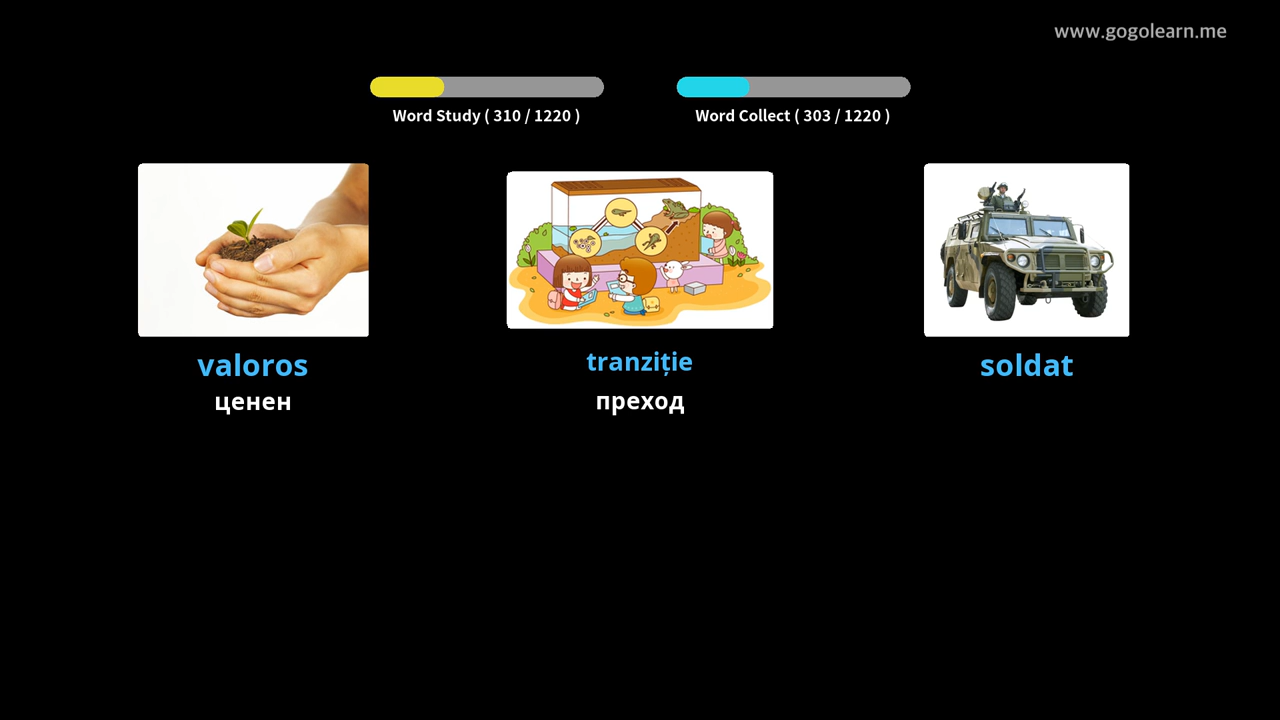 www.gogolearn.me
Word Study ( 310 / 1220 )
Word Collect ( 303 / 1220 )
valoros
ценен
tranziție
преход
soldat